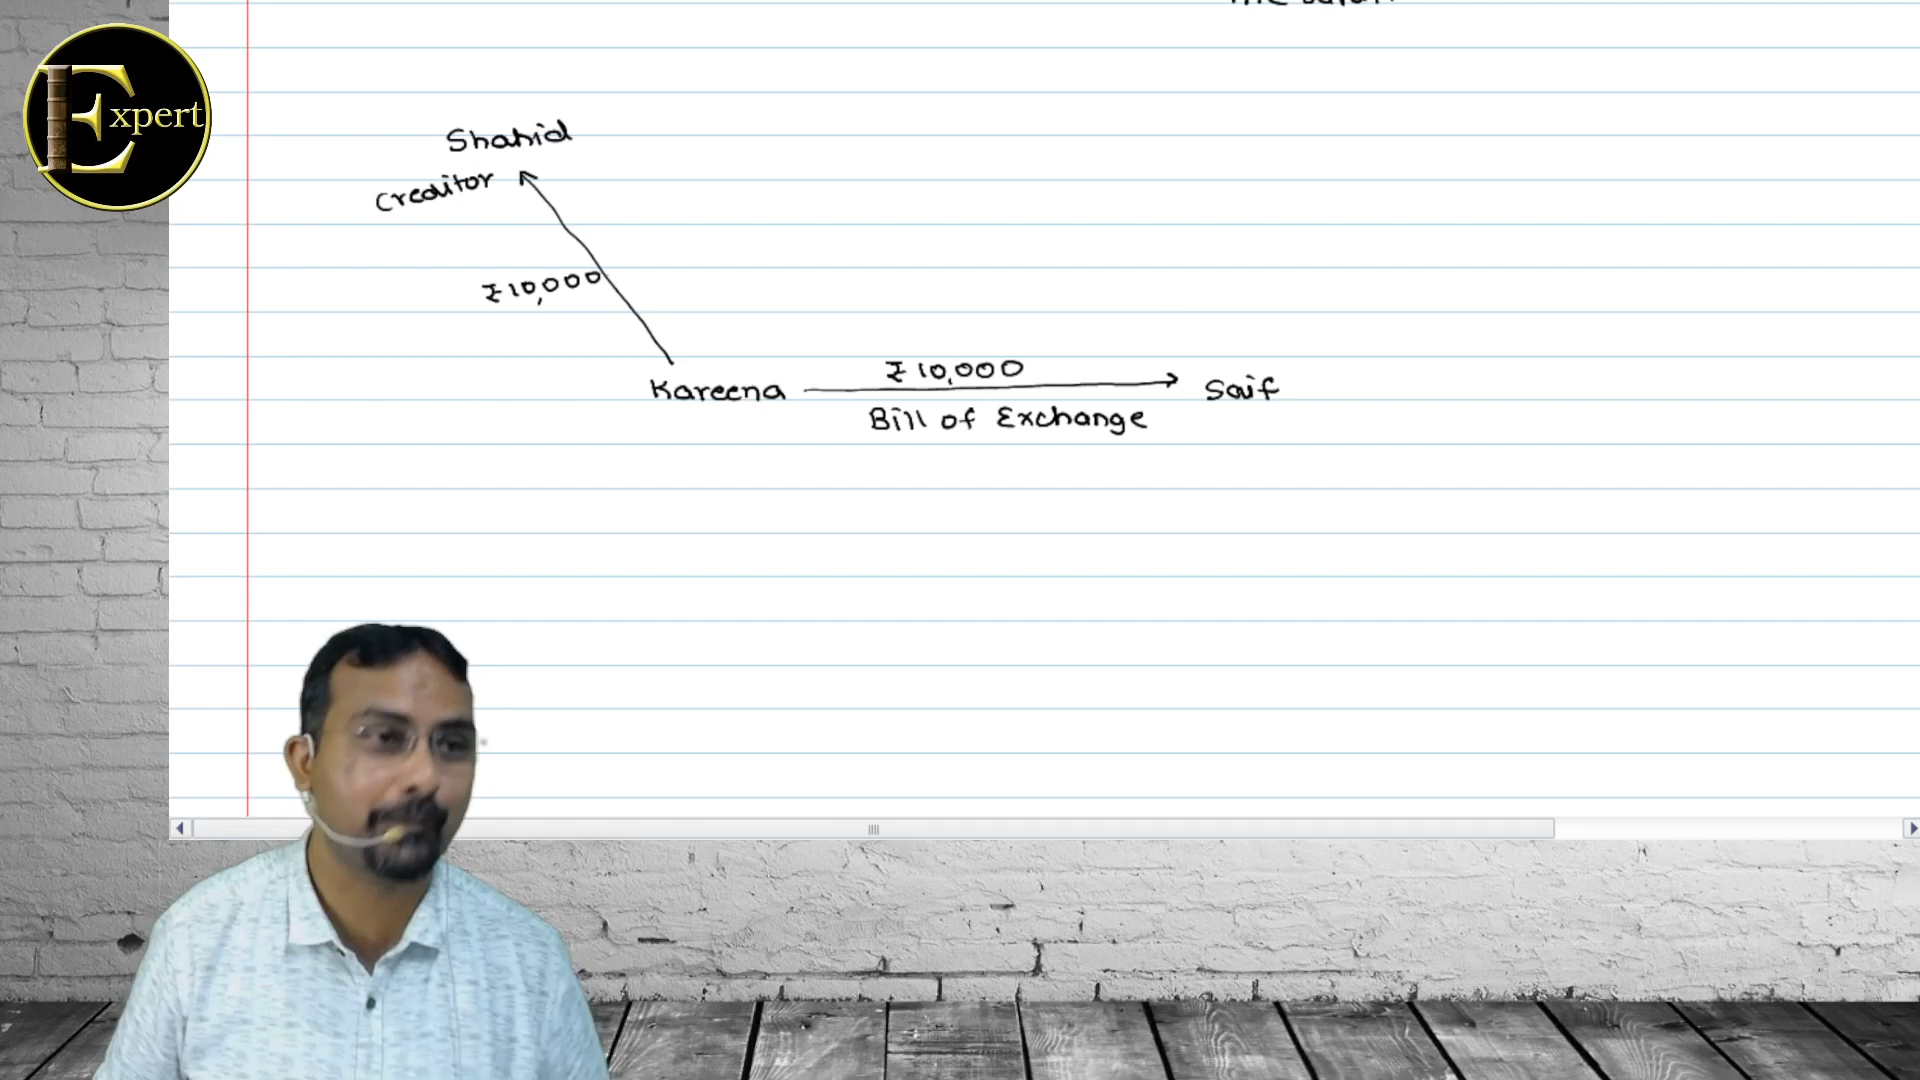 Expert
Shahid
Creditor
₹10,000
₹10,000
Kareena
Saif
Bill of Exchange